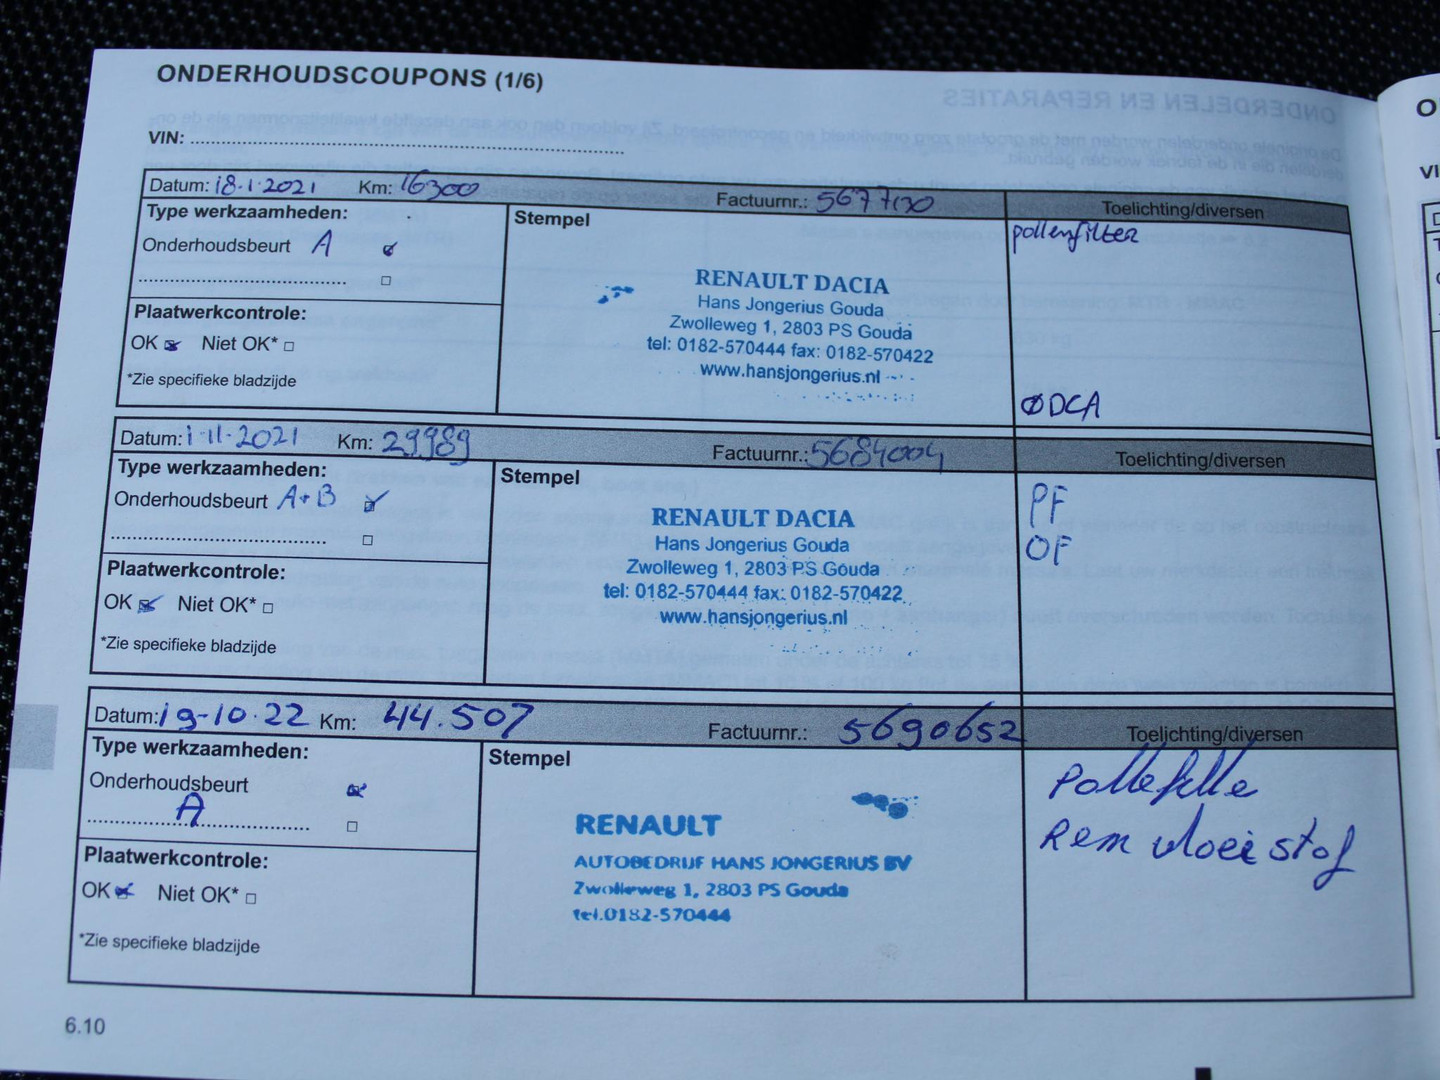 ONDERHOUDSCOUPONS (1/6)
VIN:
Datum: 18-1-2021 Km: 16300 Factuurnr.: 5677130 Toelichting/diversen
Type werkzaamheden:
Onderhoudsbeurt A
Stempel
pollenfilter
RENAULT DACIA
Hans Jongerius Gouda
Zwolleweg 1, 2803 PS Gouda
tel: 0182-570444 fax: 0182-570422
www.hansjongerius.nl
Plaatwerkcontrole:
OK Niet OK*
*Zie specifieke bladzijde
ØDCA
Datum: 1-11-2021 Km: 29989 Factuurnr.: 5684004 Toelichting/diversen
Type werkzaamheden:
Onderhoudsbeurt A+B
Stempel
PF
OF
RENAULT DACIA
Hans Jongerius Gouda
Zwolleweg 1, 2803 PS Gouda
tel: 0182-570444 fax: 0182-570422
www.hansjongerius.nl
Plaatwerkcontrole:
OK Niet OK*
*Zie specifieke bladzijde
Datum: 19-10-22 Km: 44.507 Factuurnr.: 5690652 Toelichting/diversen
Type werkzaamheden:
Onderhoudsbeurt
A
Stempel
Remvloeistof
RENAULT
AUTOBEDRIJF HANS JONGERIUS BV
Zwolleweg 1, 2803 PS Gouda
tel.0182-570444
Plaatwerkcontrole:
OK Niet OK*
*Zie specifieke bladzijde
6.10